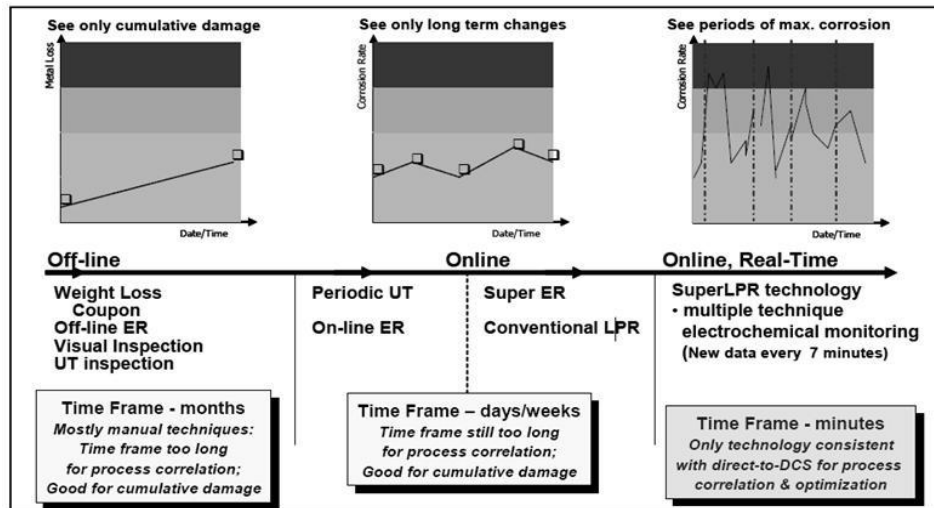 See only cumulative damage
Metal Loss
Date/Time
See only long term changes
Corrosion Rate
Date/Time
See periods of max. corrosion
Corrosion Rate
Date/Time
Off-line
Online
Online, Real-Time
Weight Loss
Coupon
Off-line ER
Visual Inspection
UT inspection
Periodic UT
On-line ER
Super ER
Conventional LPR
SuperLPR technology
• multiple technique
electrochemical monitoring
(New data every 7 minutes)
Time Frame - months
Mostly manual techniques:
Time frame too long
for process correlation;
Good for cumulative damage
Time Frame – days/weeks
Time frame still too long
for process correlation;
Good for cumulative damage
Time Frame - minutes
Only technology consistent
with direct-to-DCS for process
correlation & optimization